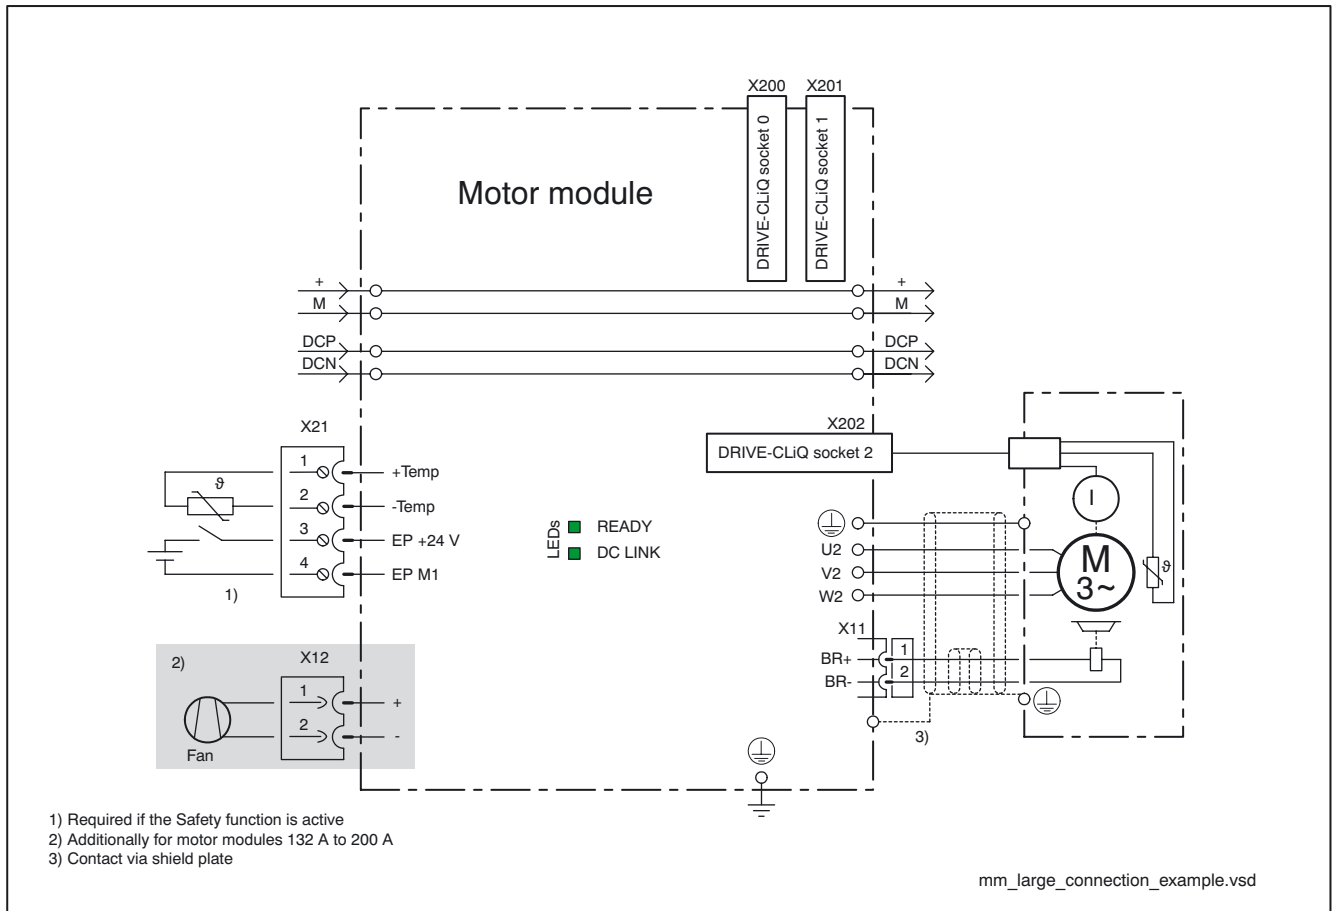 X200 X201
DRIVE-CLiQ socket 0
DRIVE-CLiQ socket 1
Motor module
+ +
M M
DCP DCP
DCN DCN
X21
X202
DRIVE-CLiQ socket 2
1 +Temp
ϑ
2 -Temp
3 EP +24 V
4 EP M1
1)
LEDs
READY
DC LINK
I
U2
V2
W2
M
3~
ϑ
X11
BR+ 1
BR- 2
3)
2)
X12
1 +
2 -
Fan
1) Required if the Safety function is active
2) Additionally for motor modules 132 A to 200 A
3) Contact via shield plate
mm_large_connection_example.vsd